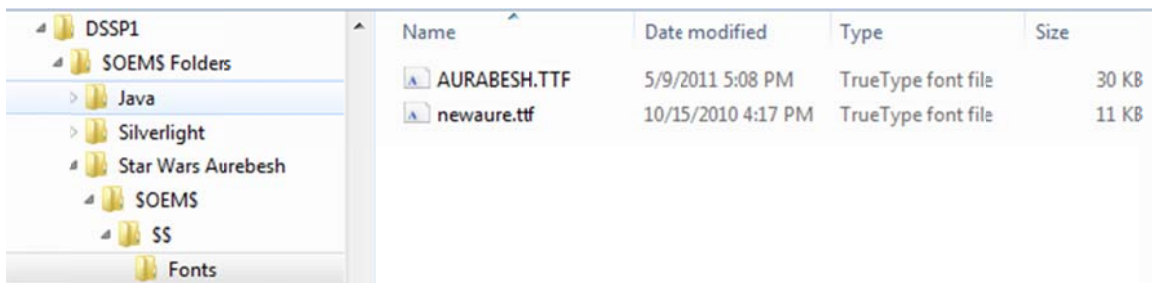 DSSP1
$OEM$ Folders
Java
Silverlight
Star Wars Aurebesh
$OEM$
$$
Fonts
Name Date modified Type Size
AURABESH.TTF 5/9/2011 5:08 PM TrueType font file 30 KB
newaure.ttf 10/15/2010 4:17 PM TrueType font file 11 KB